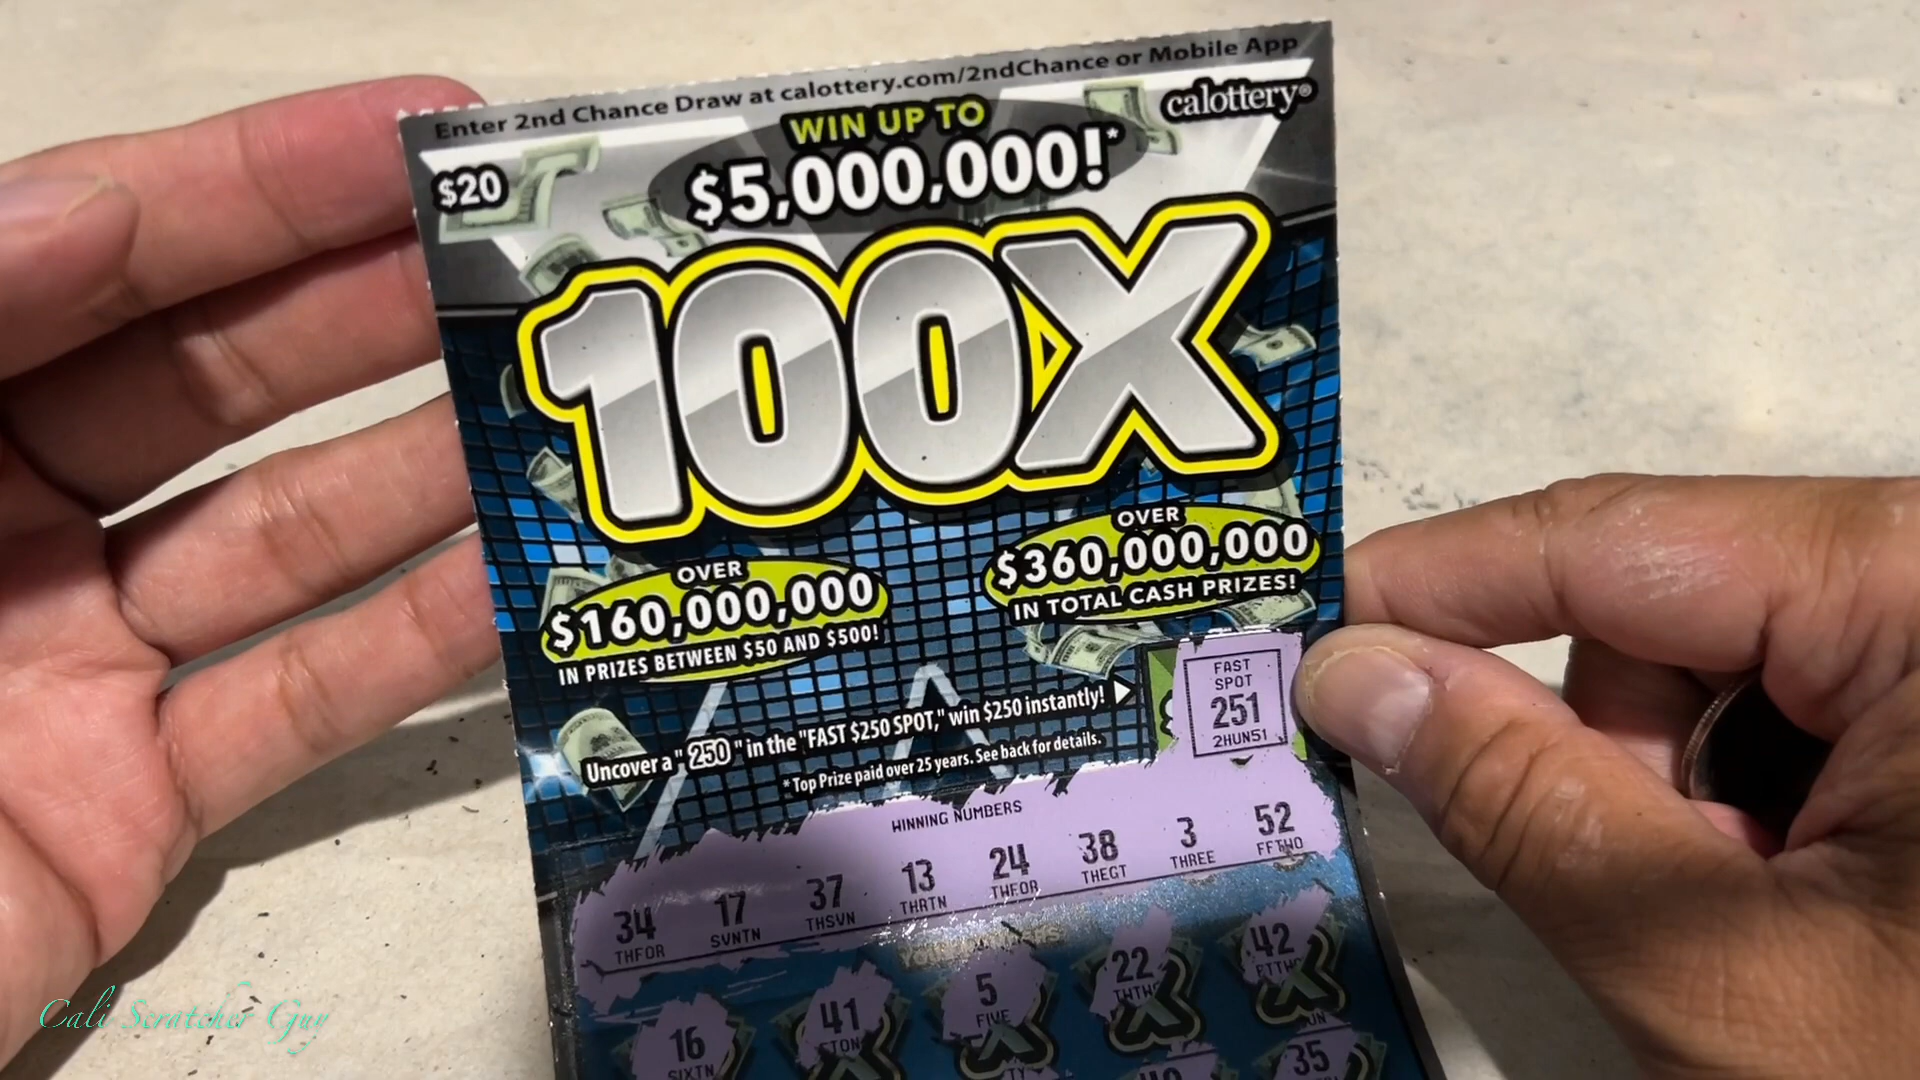 Enter 2nd Chance Draw at calottery.com/2ndChance or Mobile App
calottery®
$20
WIN UP TO
$5,000,000!*
100X
OVER
$160,000,000
IN PRIZES BETWEEN $50 AND $500!
OVER
$360,000,000
IN TOTAL CASH PRIZES!
Uncover a "250" in the "FAST $250 SPOT," win $250 instantly!
*Top Prize paid over 25 years. See back for details.
FAST
SPOT
251
2HUN51
WINNING NUMBERS
34 17 37 13 24 38 3 52
THFOR SVNTN THSVN THRTN THEGT THREE
16 41 5 22 42
SIXTN FIVE
35
Cali Scratcher Guy